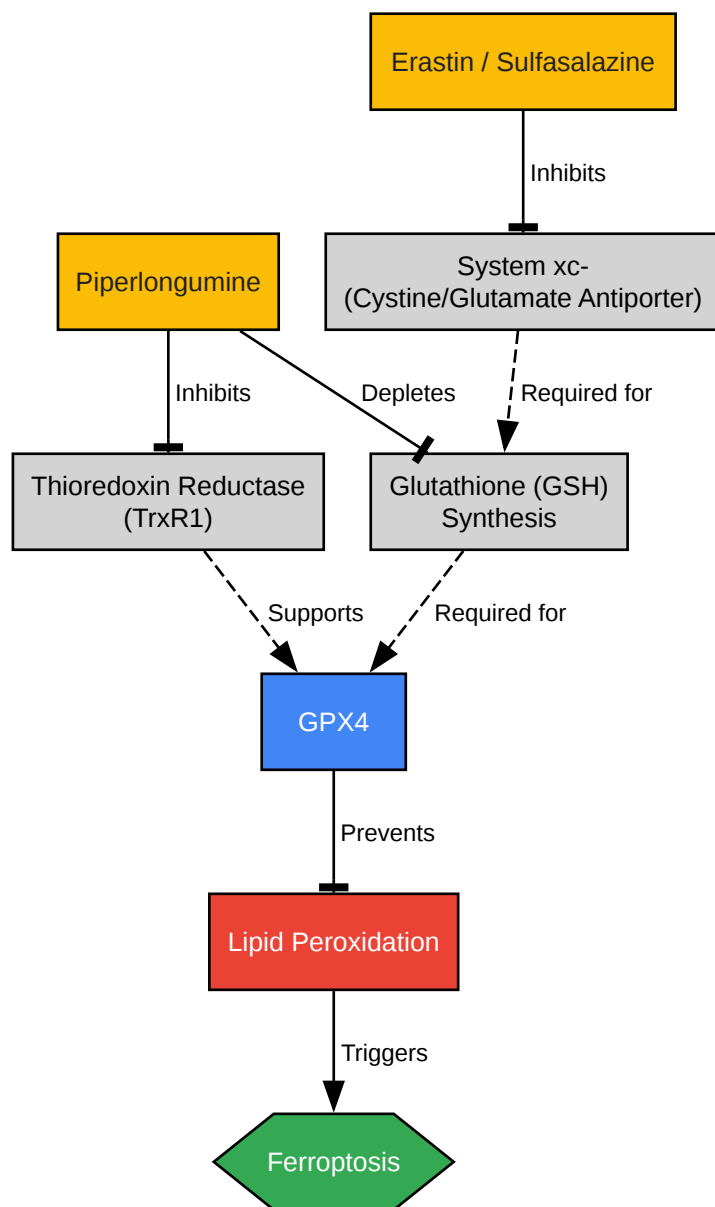 Erastin / Sulfasalazine
Inhibits
Piperlongumine
System xc-
(Cystine/Glutamate Antiporter)
Inhibits
Depletes
Required for
Thioredoxin Reductase
(TrxR1)
Glutathione (GSH)
Synthesis
Supports
Required for
GPX4
Prevents
Lipid Peroxidation
Triggers
Ferroptosis